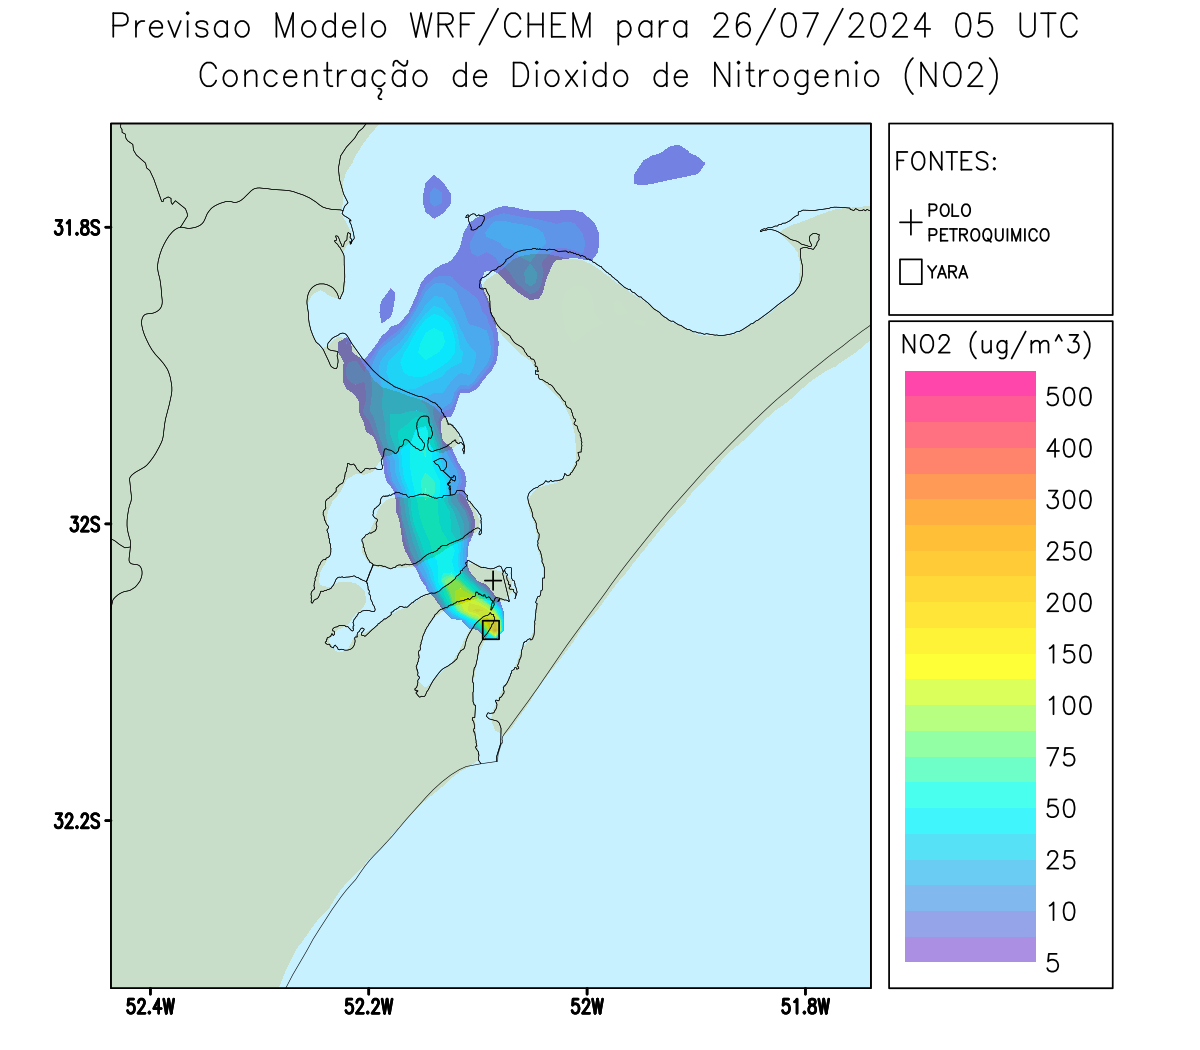 Previsao Modelo WRF/CHEM para 26/07/2024 05 UTC
Concentração de Dioxido de Nitrogenio (NO2)
FONTES:
POLO
PETROQUIMICO
YARA
31.8S
32S
32.2S
52.4W
52.2W
52W
51.8W
NO2 (ug/m^3)
500
400
300
250
200
150
100
75
50
25
10
5